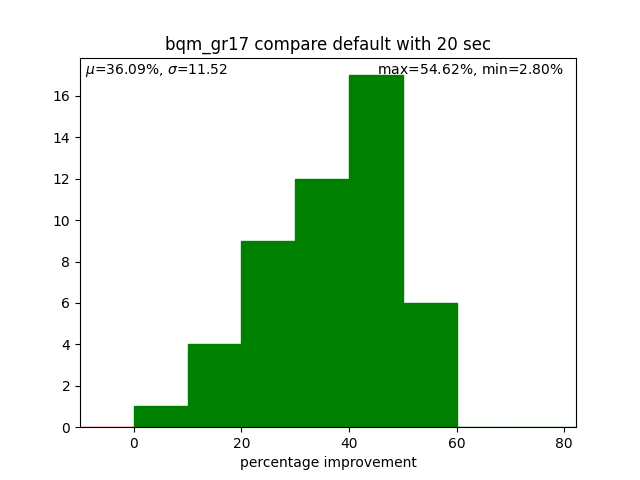 bqm_gr17 compare default with 20 sec
μ=36.09%, σ=11.52
max=54.62%, min=2.80%
16
14
12
10
8
6
4
2
0
0 20 40 60 80
percentage improvement